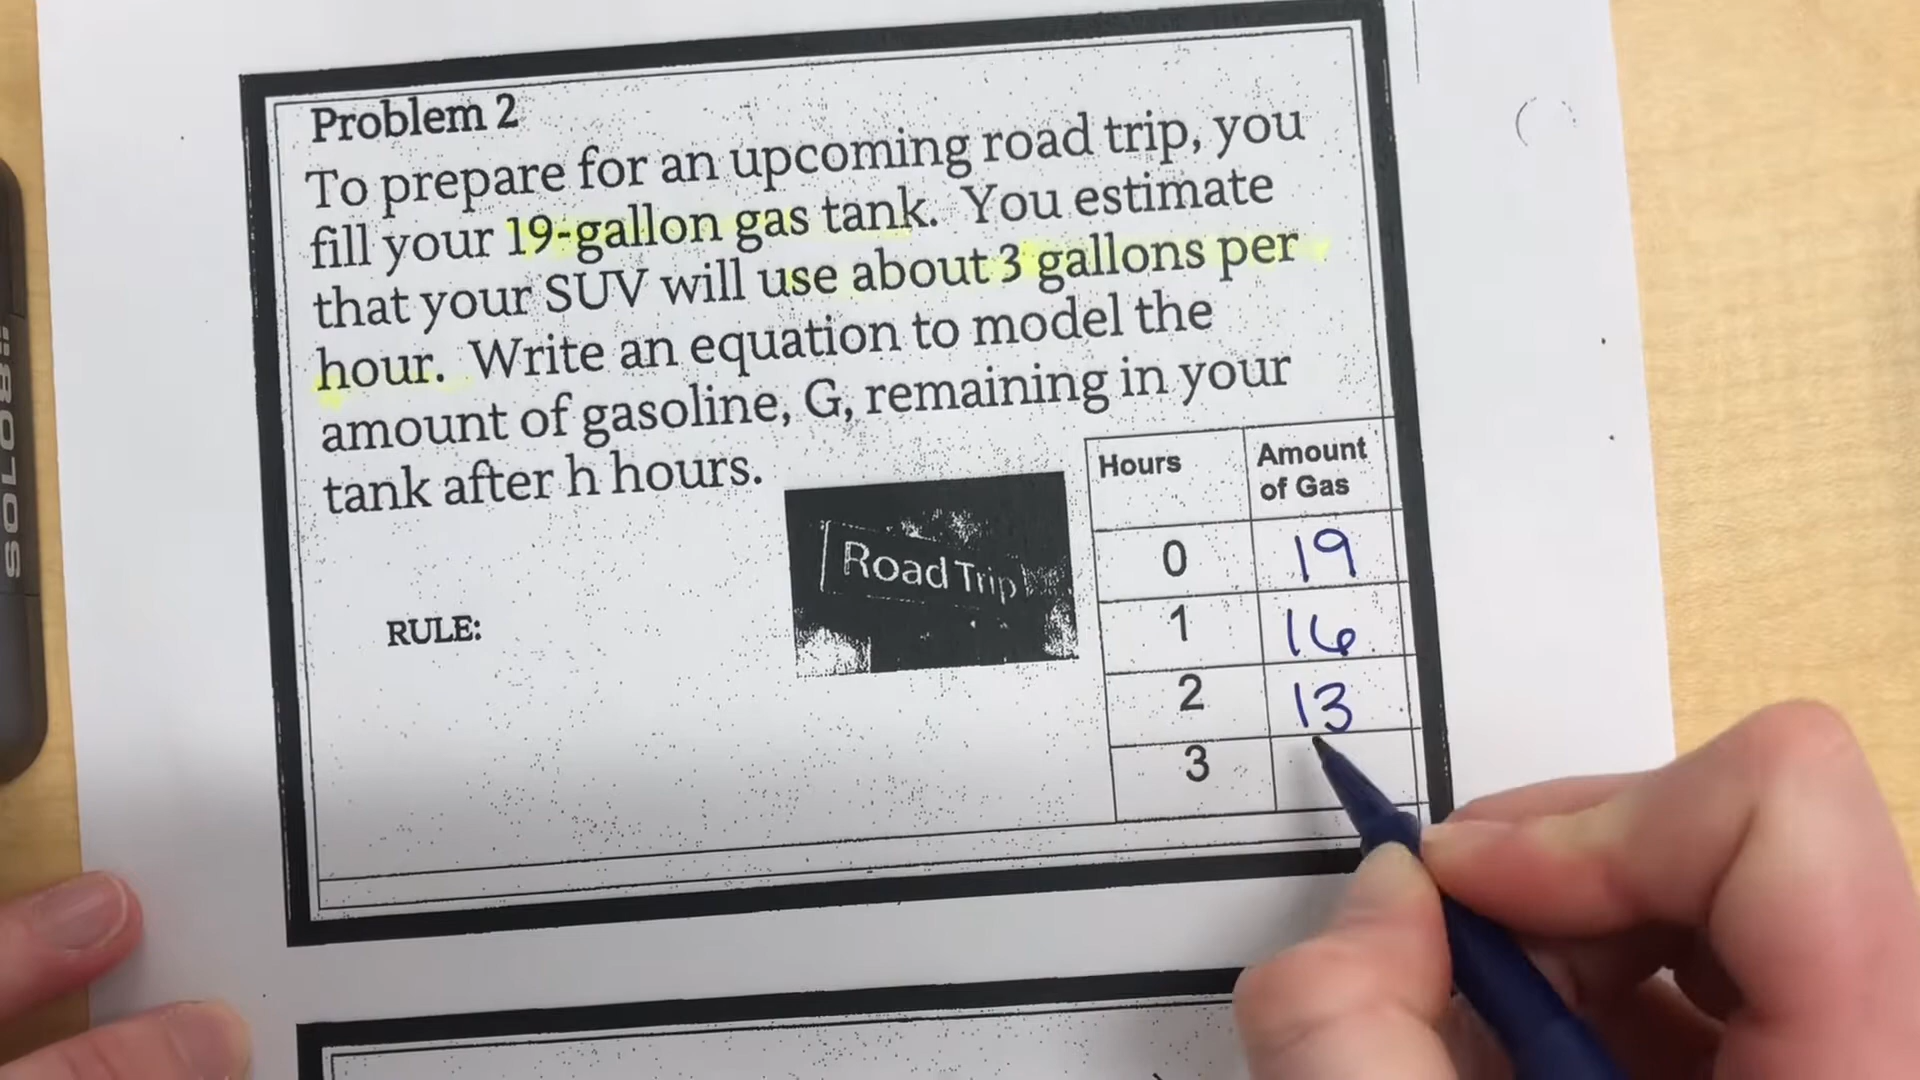 Problem 2
To prepare for an upcoming road trip, you
fill your 19-gallon gas tank. You estimate
that your SUV will use about 3 gallons per
hour. Write an equation to model the
amount of gasoline, G, remaining in your
tank after h hours.
Road Trip
RULE:
Hours Amount of Gas
0 19
1 16
2 13
3
SOLO8